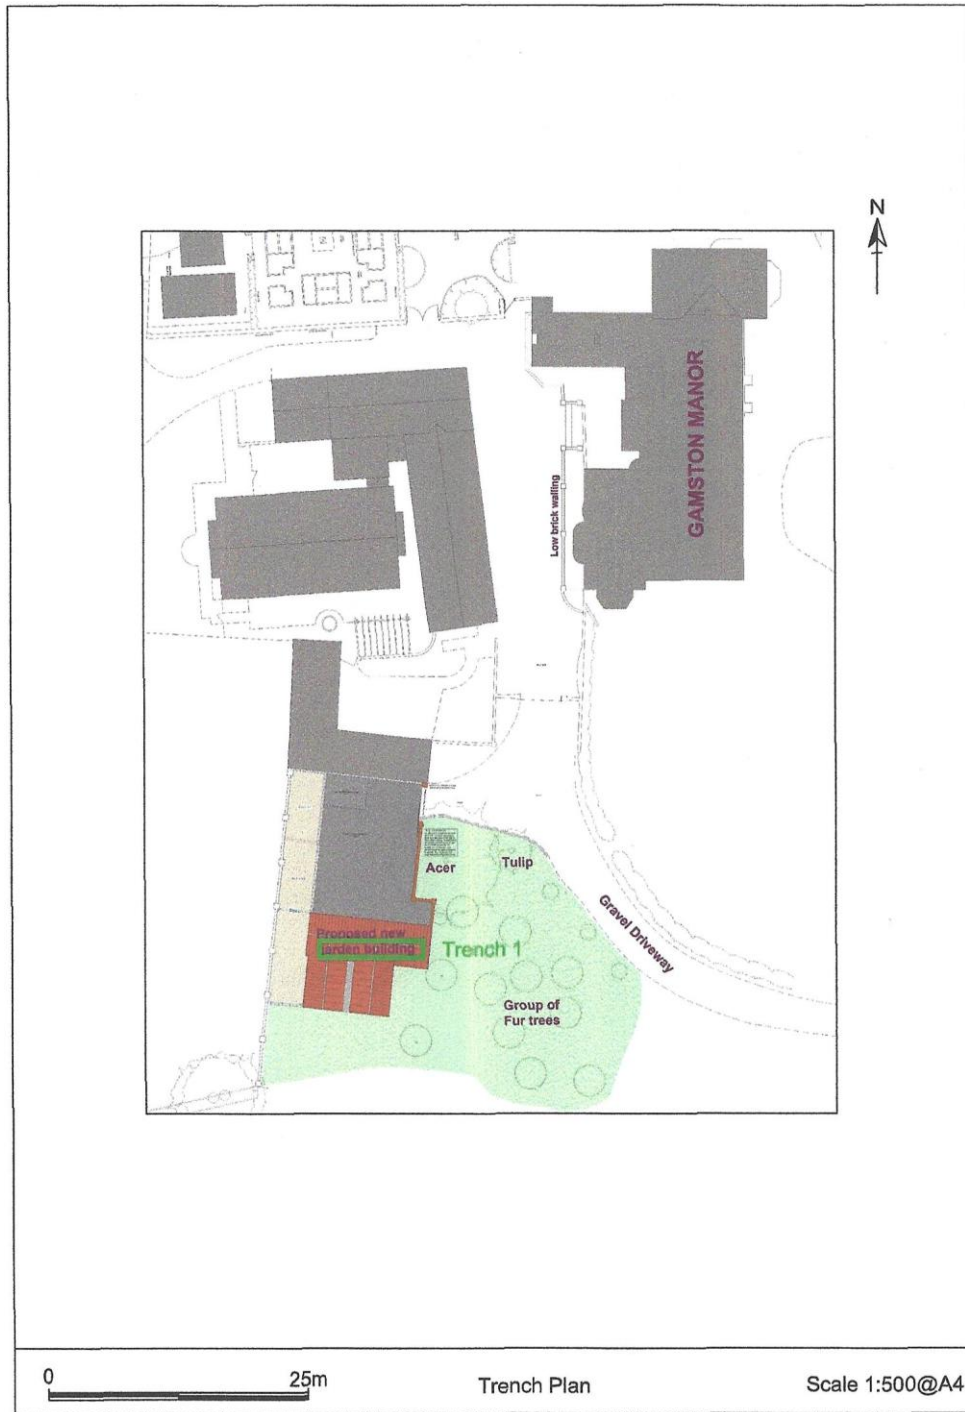 N
GAMSTON MANOR
Low brick walling
Acer
Tulip
Gravel Driveway
Proposed new
jarden building
Trench 1
Group of
Fur trees
0
25m
Trench Plan
Scale 1:500@A4